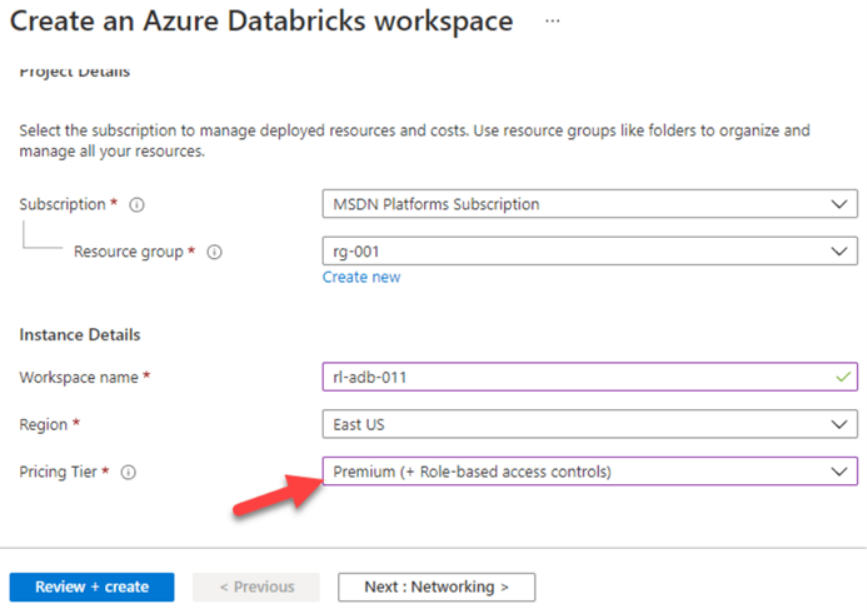 Create an Azure Databricks workspace ...
Project Details
Select the subscription to manage deployed resources and costs. Use resource groups like folders to organize and
manage all your resources.
Subscription * MSDN Platforms Subscription
Resource group * rg-001
Create new
Instance Details
Workspace name * rl-adb-011
Region * East US
Pricing Tier * Premium (+ Role-based access controls)
Review + create < Previous Next : Networking >